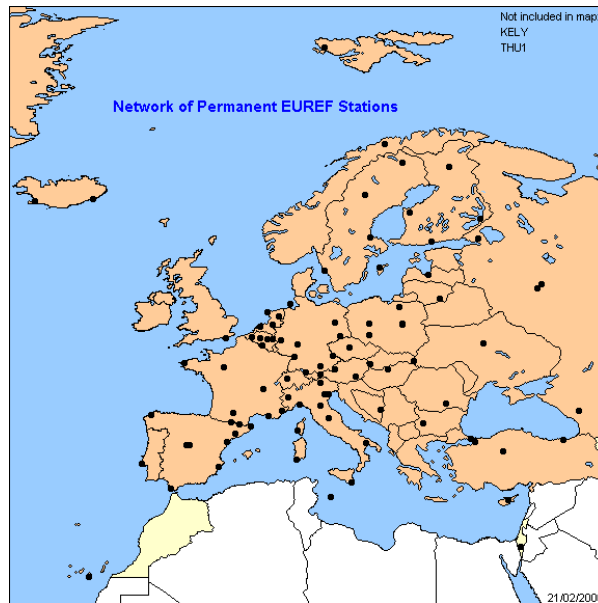 Not included in map:
KELY
THU1
Network of Permanent EUREF Stations